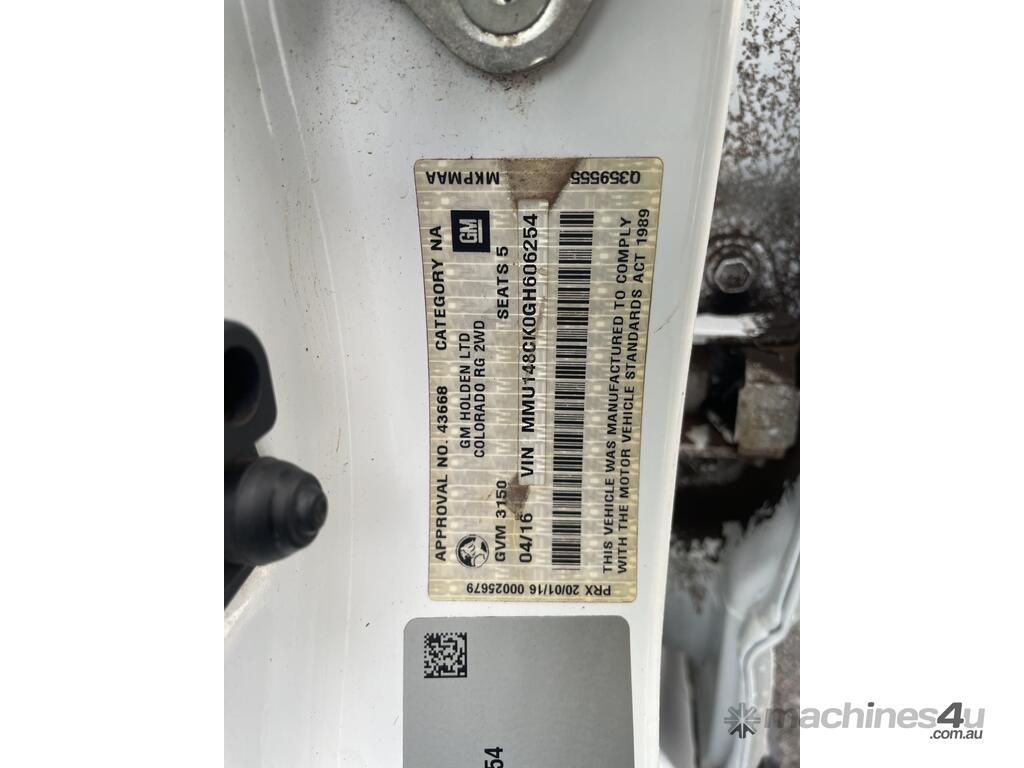 APPROVAL NO. 43668 CATEGORY NA
GM HOLDEN LTD
COLORADO RG 2WD
GM
GVM 3150 SEATS 5
04/16 VIN MMU148CK0GH606254
THIS VEHICLE WAS MANUFACTURED TO COMPLY
WITH THE MOTOR VEHICLE STANDARDS ACT 1989
PRX 20/01/16 00025679
MKPMAA Q359555
54
machines4u
.com.au